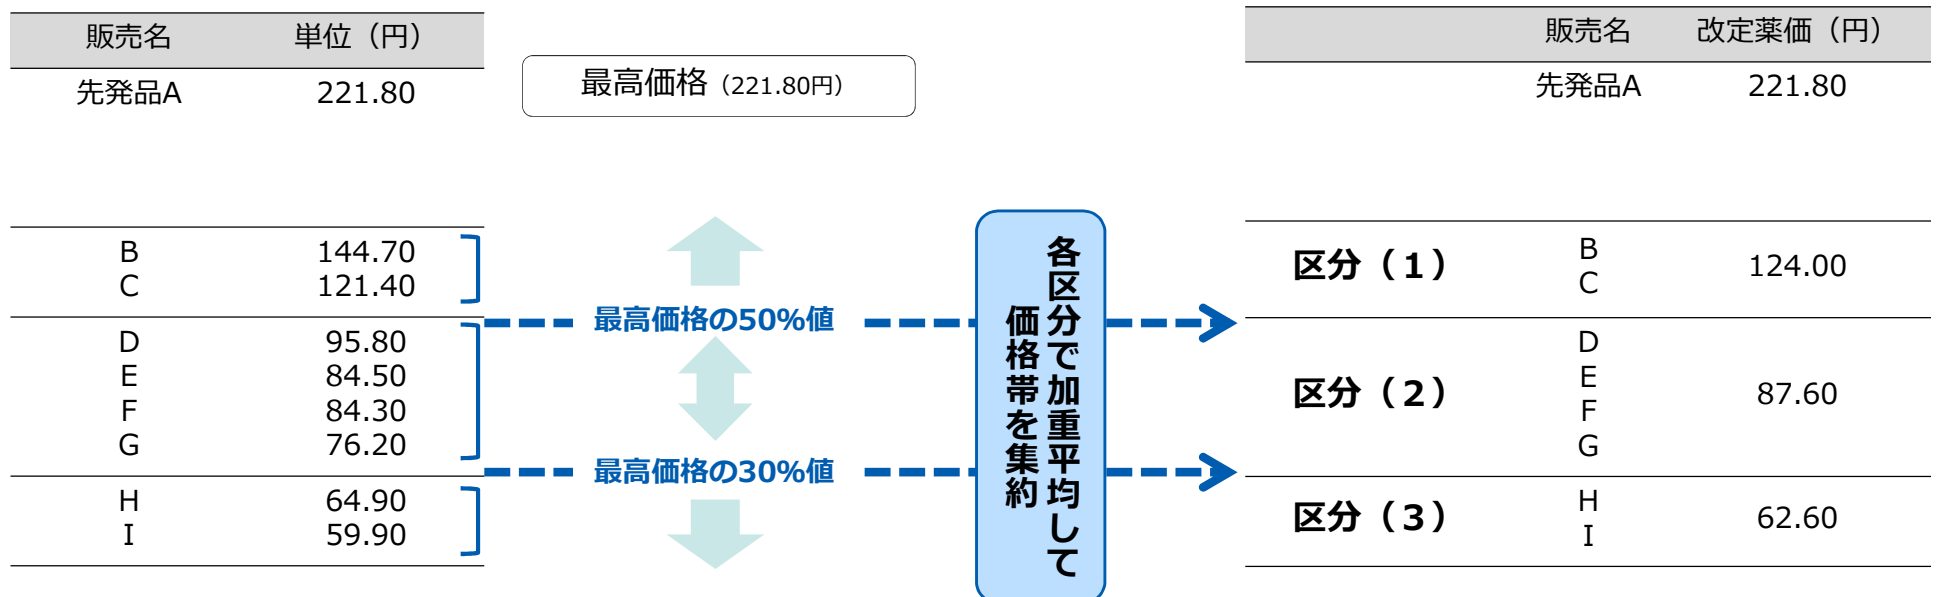 販売名 単位（円）
先発品A 221.80
B 144.70
C 121.40
D 95.80
E 84.50
F 84.30
G 76.20
H 64.90
I 59.90
最高価格（221.80円）
最高価格の50%値
最高価格の30%値
各区分で加重平均して
価格帯を集約
販売名 改定薬価（円）
先発品A 221.80
区分（1） B C 124.00
区分（2） D E F G 87.60
区分（3） H I 62.60